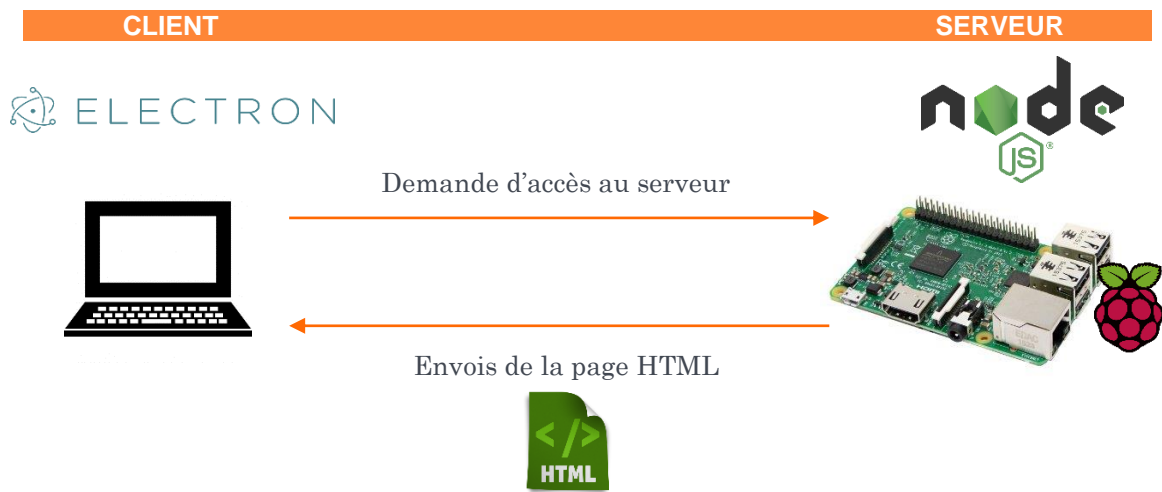 CLIENT
SERVEUR
ELECTRON
node
JS
Demande d’accès au serveur
Envois de la page HTML
</>
HTML